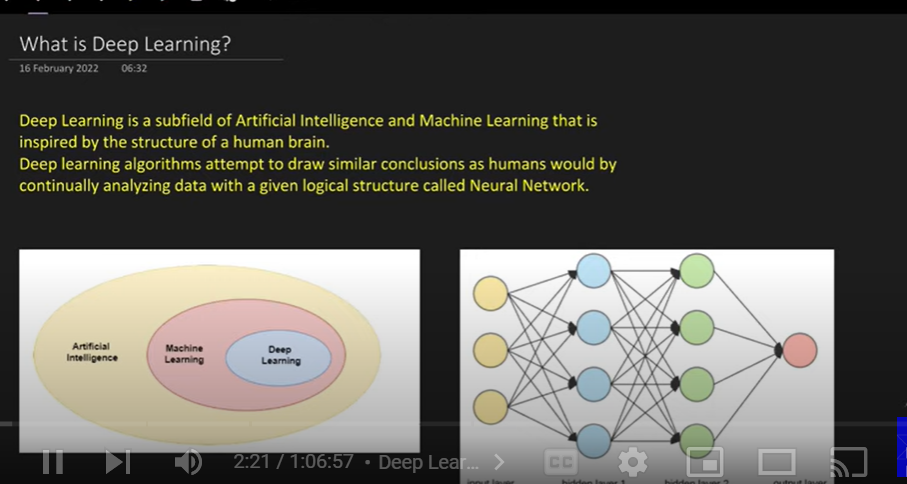 What is Deep Learning?
16 February 2022 06:32
Deep Learning is a subfield of Artificial Intelligence and Machine Learning that is
inspired by the structure of a human brain.
Deep learning algorithms attempt to draw similar conclusions as humans would by
continually analyzing data with a given logical structure called Neural Network.
Artificial
Intelligence
Machine
Learning
Deep
Learning
2:21 / 1:06:57 • Deep Lear...
CC
input layer hidden layer 1 hidden layer 2 output layer